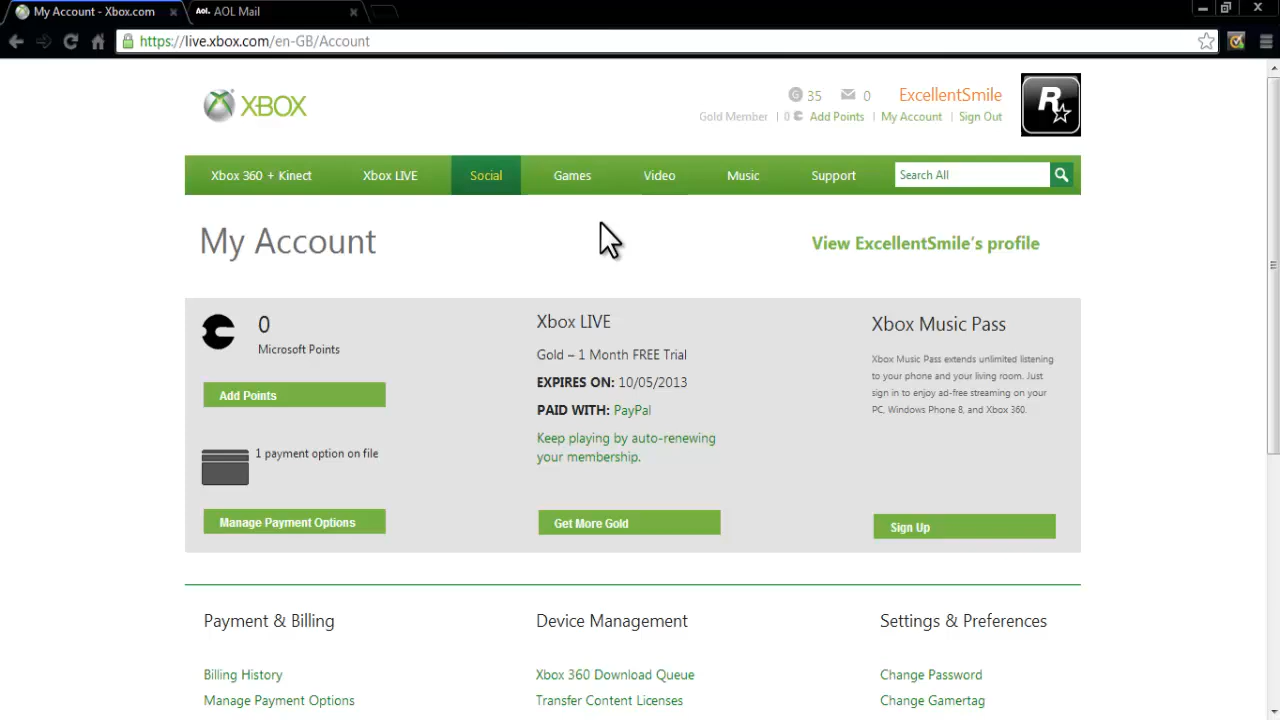 My Account - Xbox.com
Aol. AOL Mail
https://live.xbox.com/en-GB/Account
XBOX
G 35 0 ExcellentSmile
Gold Member | 0 Add Points | My Account | Sign Out
R
Xbox 360 + Kinect Xbox LIVE Social Games Video Music Support Search All
My Account
View ExcellentSmile's profile
0
Microsoft Points
Add Points
1 payment option on file
Manage Payment Options
Xbox LIVE
Gold – 1 Month FREE Trial
EXPIRES ON: 10/05/2013
PAID WITH: PayPal
Keep playing by auto-renewing
your membership.
Get More Gold
Xbox Music Pass
Xbox Music Pass extends unlimited listening
to your phone and your living room. Just
sign in to enjoy ad-free streaming on your
PC, Windows Phone 8, and Xbox 360.
Sign Up
Payment & Billing
Billing History
Manage Payment Options
Device Management
Xbox 360 Download Queue
Transfer Content Licenses
Settings & Preferences
Change Password
Change Gamertag